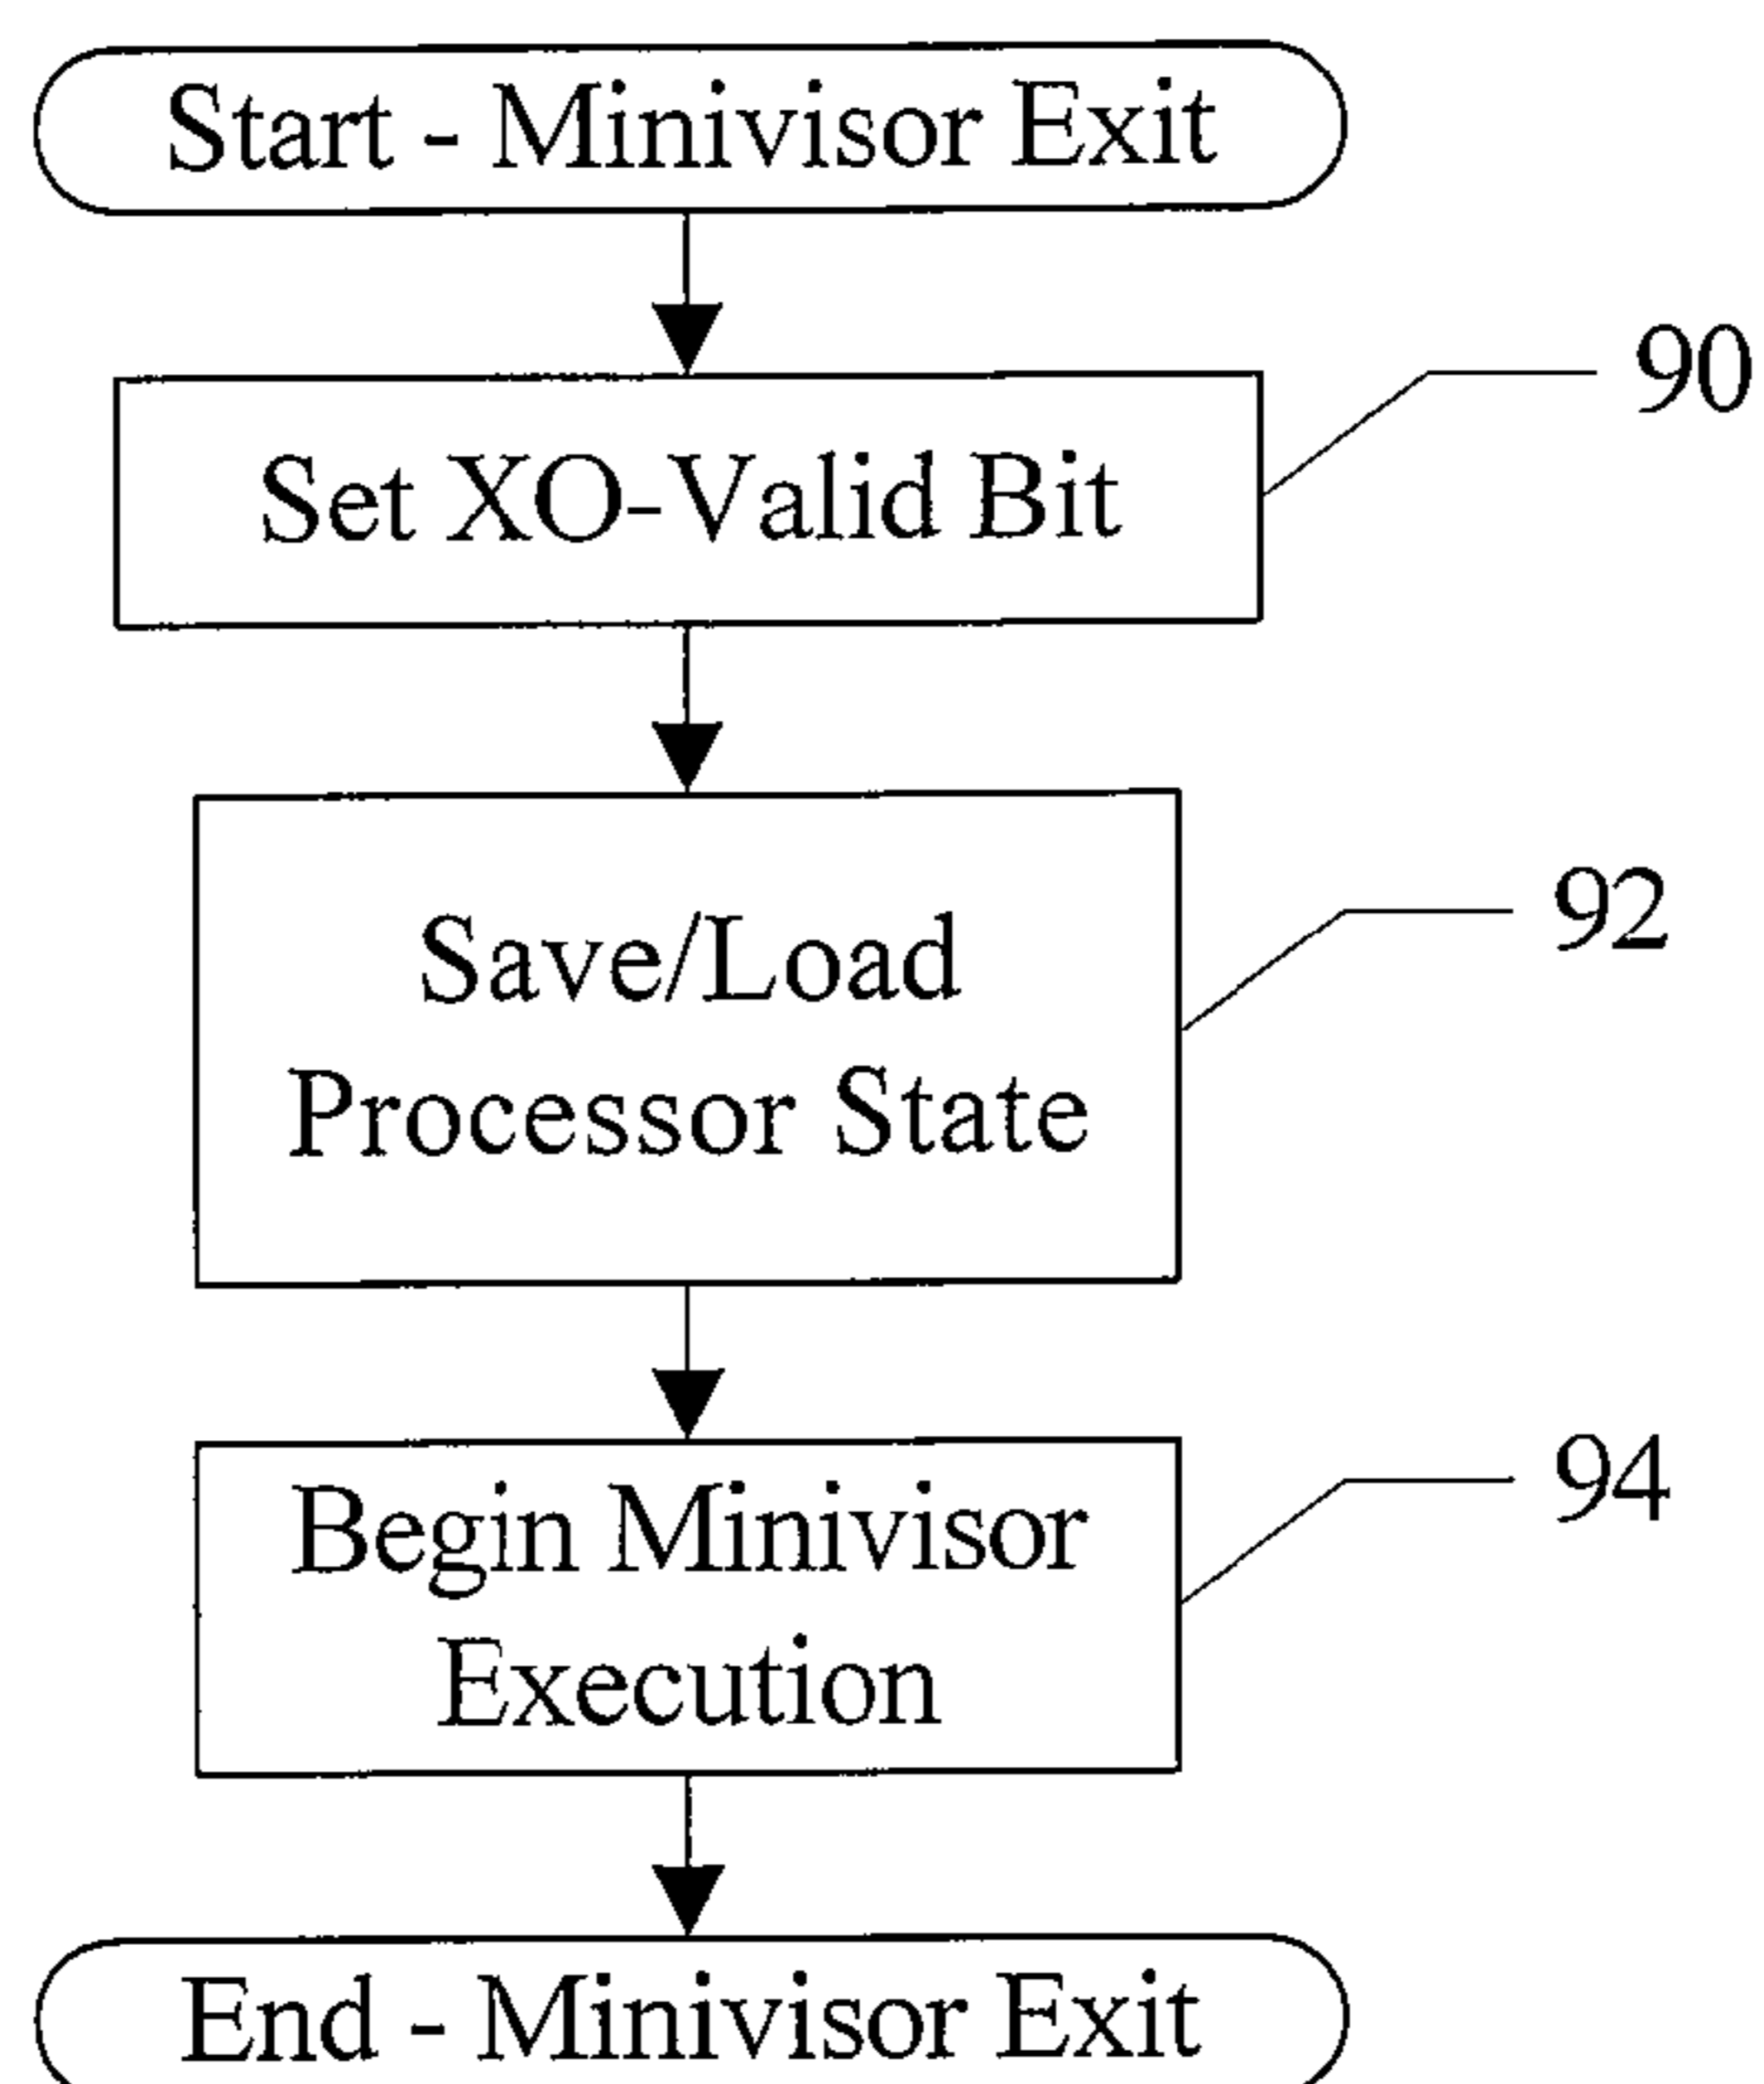 Start - Minivisor Exit
90
Set XO-Valid Bit
92
Save/Load
Processor State
94
Begin Minivisor
Execution
End - Minivisor Exit